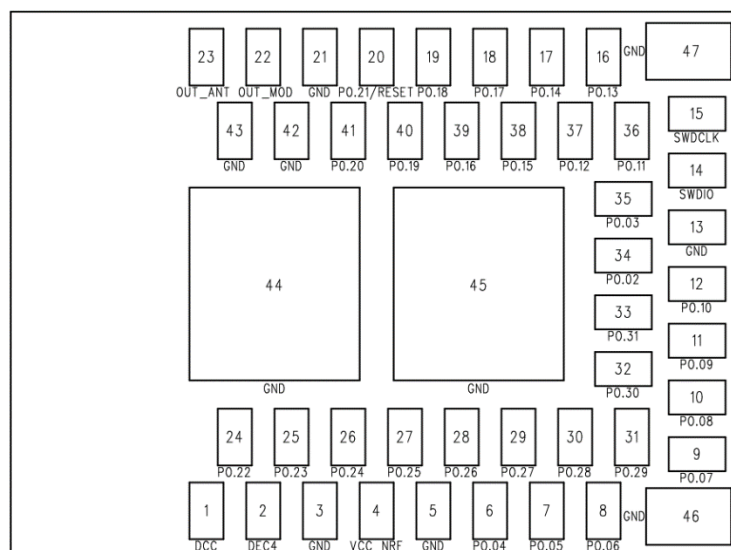 23 22 21 20 19 18 17 16 GND 47
OUT_ANT OUT_MOD GND P0.21/RESET P0.18 P0.17 P0.14 P0.13
15
SWDCLK
43 42 41 40 39 38 37 36
GND GND P0.20 P0.19 P0.16 P0.15 P0.12 P0.11
14
SWDIO
35
P0.03
13
GND
34
P0.02
44 45
12
P0.10
33
P0.31
11
P0.09
32
P0.30
GND GND
10
P0.08
24 25 26 27 28 29 30 31
P0.22 P0.23 P0.24 P0.25 P0.26 P0.27 P0.28 P0.29
9
P0.07
1 2 3 4 5 6 7 8 GND 46
DCC DEC4 GND VCC_NRF GND P0.04 P0.05 P0.06